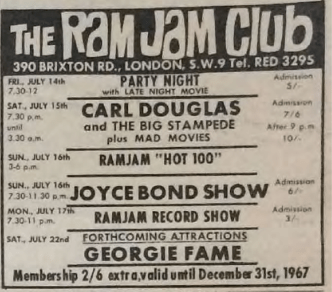 THE RAM JAM CLUB
390 BRIXTON RD., LONDON, S.W.9 Tel. RED 3295
FRI., JULY 14th PARTY NIGHT Admission
7.30-12 with LATE NIGHT MOVIE 5/-
SAT., JULY 15th CARL DOUGLAS Admission
7.30 p.m. 7/6
until and THE BIG STAMPEDE After 9 p.m.
3.30 a.m. plus MAD MOVIES 10/-
SUN., JULY 16th RAMJAM "HOT 100"
3-6 p.m.
SUN., JULY 16th JOYCE BOND SHOW Admission
7.30-11.30 p.m. 6/-
MON., JULY 17th RAMJAM RECORD SHOW Admission
7.30-11 p.m. 3/-
SAT., JULY 22nd FORTHCOMING ATTRACTIONS
GEORGIE FAME
Membership 2/6 extra, valid until December 31st, 1967